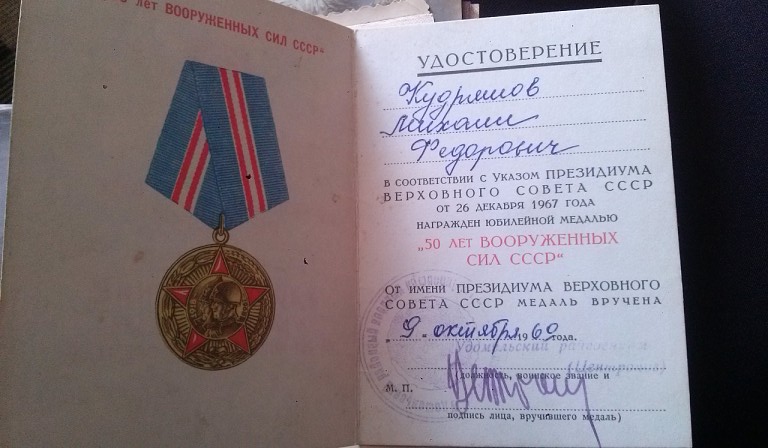 лет ВООРУЖЕННЫХ СИЛ СССР"
УДОСТОВЕРЕНИЕ
Кудряшов
Михаил
Федорович
В СООТВЕТСТВИИ С УКАЗОМ ПРЕЗИДИУМА
ВЕРХОВНОГО СОВЕТА СССР
ОТ 26 ДЕКАБРЯ 1967 ГОДА
НАГРАЖДЕН ЮБИЛЕЙНОЙ МЕДАЛЬЮ
„50 ЛЕТ ВООРУЖЕННЫХ
СИЛ СССР"
ОТ ИМЕНИ ПРЕЗИДИУМА ВЕРХОВНОГО
СОВЕТА СССР МЕДАЛЬ ВРУЧЕНА
„9" октября 19 года.
Удомельский
(должность, воинское звание и
М. П.
подпись лица, вручившего медаль)